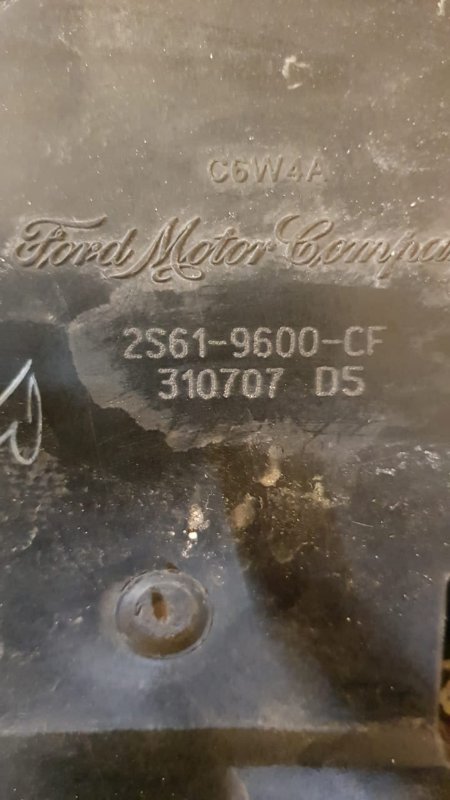 C6W4A
Ford Motor Compa
2S61-9600-CF
310707 D5